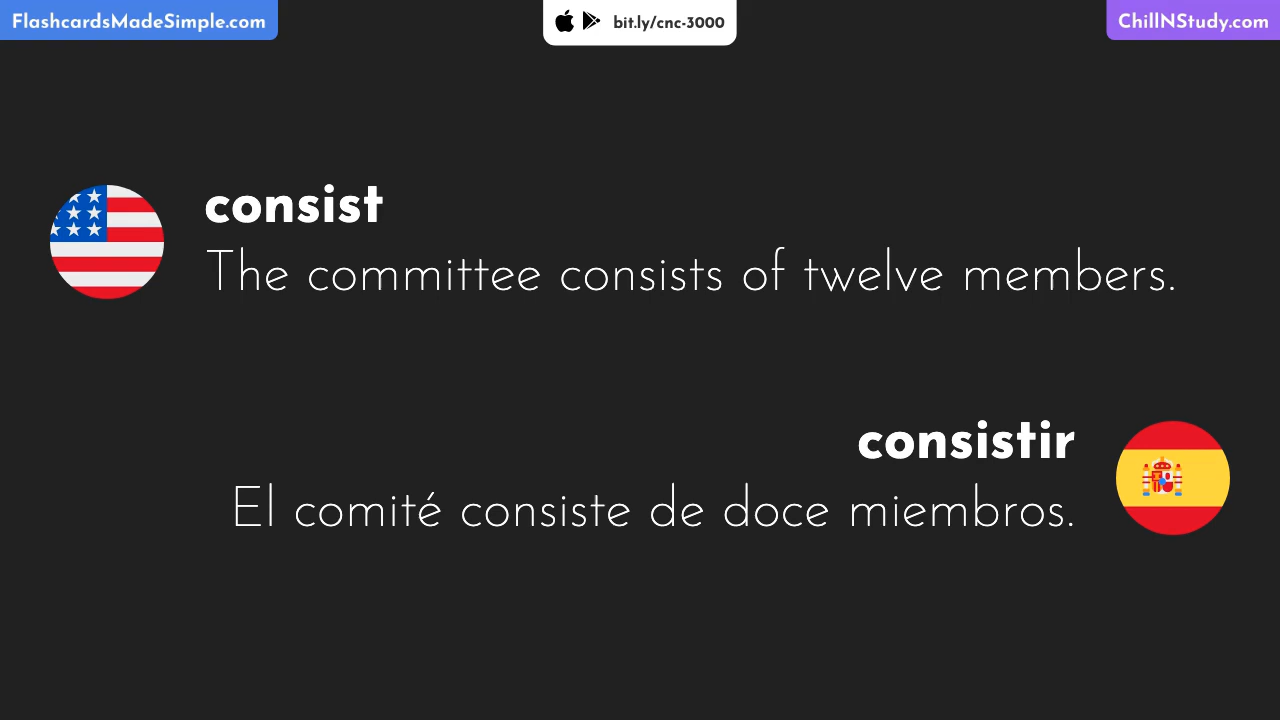 FlashcardsMadeSimple.com
bit.ly/cnc-3000
ChillNStudy.com
consist
The committee consists of twelve members.
consistir
El comité consiste de doce miembros.